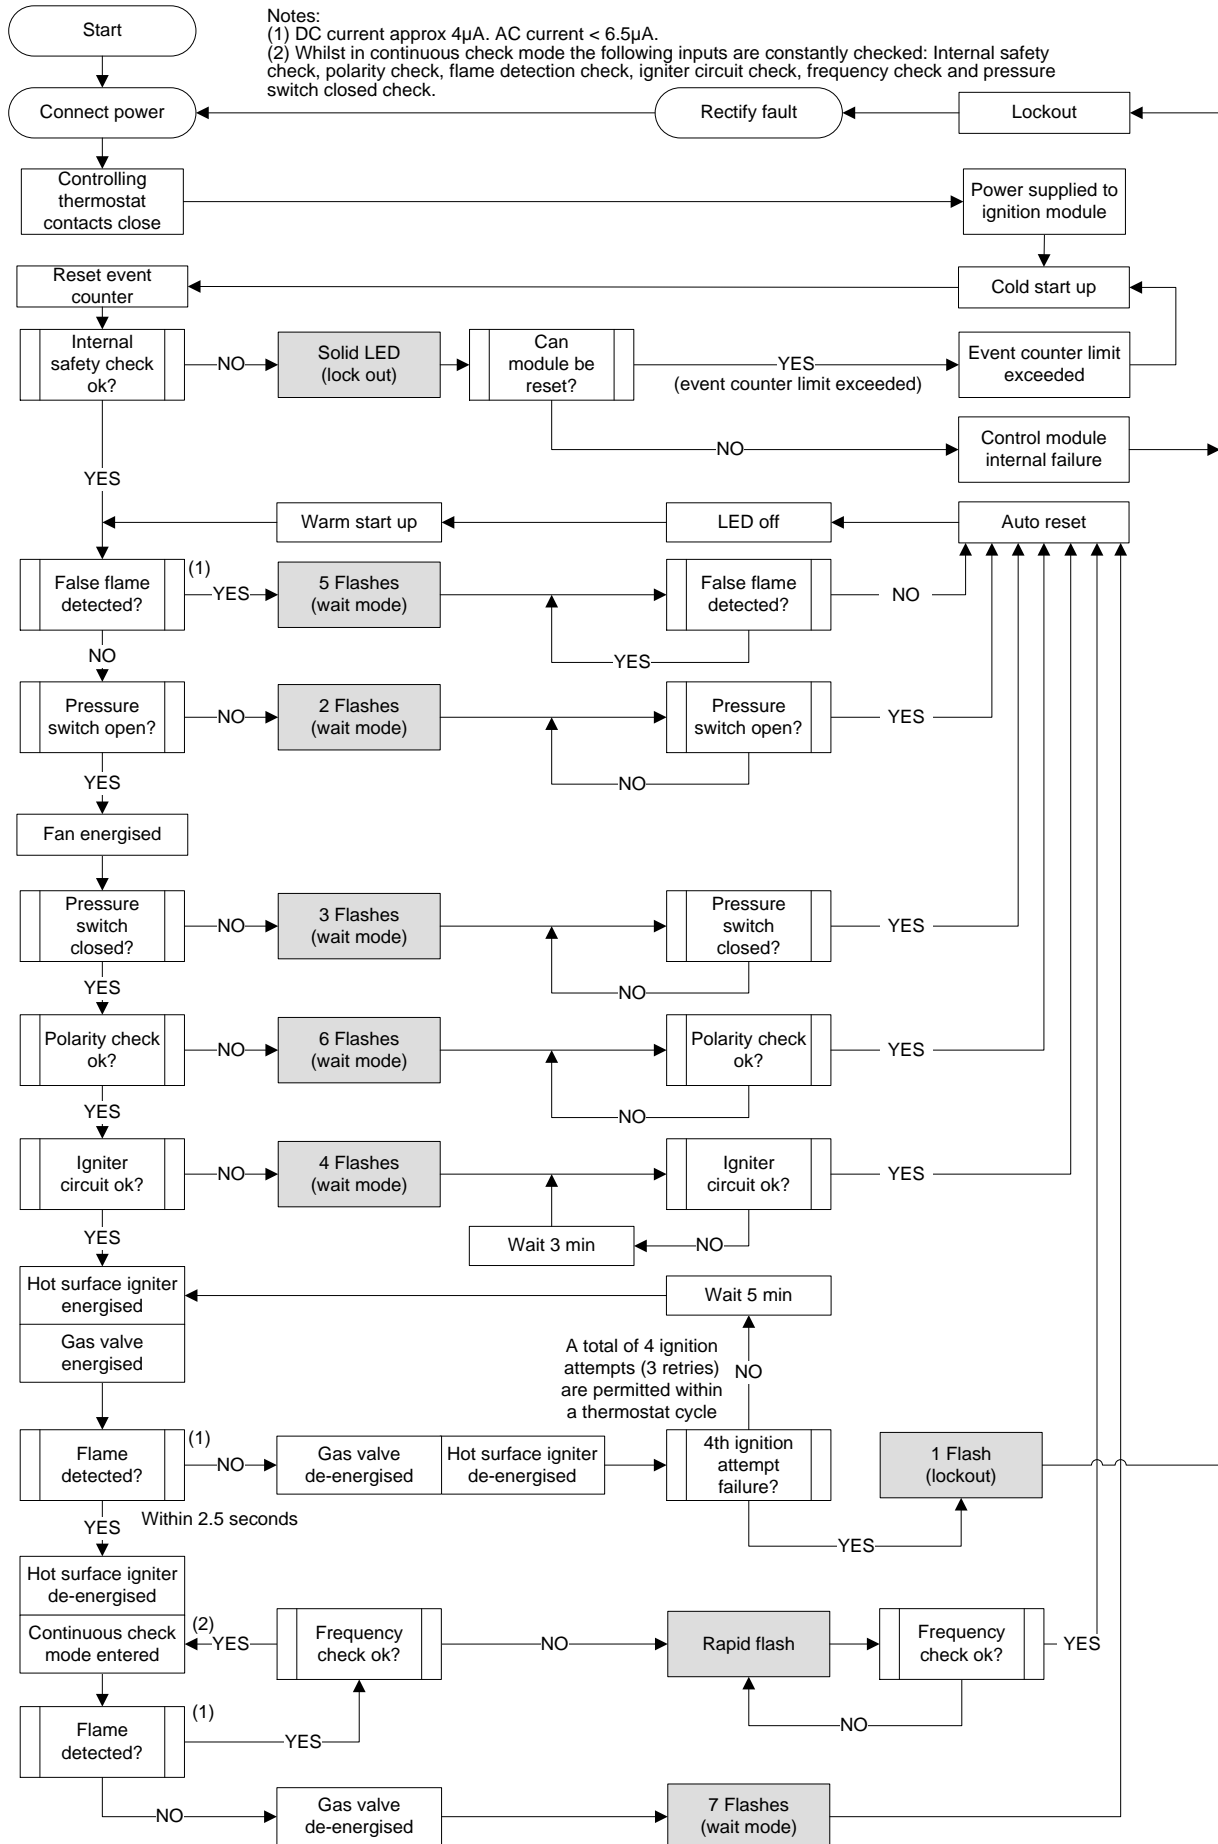 Start
Notes:
(1) DC current approx 4µA. AC current < 6.5µA.
(2) Whilst in continuous check mode the following inputs are constantly checked: Internal safety
check, polarity check, flame detection check, igniter circuit check, frequency check and pressure
switch closed check.
Connect power
Rectify fault
Lockout
Controlling
thermostat
contacts close
Power supplied to
ignition module
Reset event
counter
Cold start up
Internal
safety check
ok?
NO
Solid LED
(lock out)
Can
module be
reset?
YES
(event counter limit exceeded)
Event counter limit
exceeded
NO
Control module
internal failure
YES
Warm start up
LED off
Auto reset
False flame
detected?
(1)
YES
5 Flashes
(wait mode)
False flame
detected?
NO
YES
NO
Pressure
switch open?
NO
2 Flashes
(wait mode)
Pressure
switch open?
YES
NO
YES
Fan energised
Pressure
switch
closed?
NO
3 Flashes
(wait mode)
Pressure
switch
closed?
YES
NO
YES
Polarity check
ok?
NO
6 Flashes
(wait mode)
Polarity check
ok?
YES
NO
YES
Igniter
circuit ok?
NO
4 Flashes
(wait mode)
Igniter
circuit ok?
YES
Wait 3 min
NO
YES
Hot surface igniter
energised
Wait 5 min
Gas valve
energised
A total of 4 ignition
attempts (3 retries)
are permitted within
a thermostat cycle
NO
Flame
detected?
(1)
NO
Gas valve
de-energised
Hot surface igniter
de-energised
4th ignition
attempt
failure?
1 Flash
(lockout)
YES
YES
Within 2.5 seconds
Hot surface igniter
de-energised
Continuous check
mode entered
(2)
YES
Frequency
check ok?
NO
Rapid flash
Frequency
check ok?
YES
NO
Flame
detected?
(1)
YES
NO
Gas valve
de-energised
7 Flashes
(wait mode)